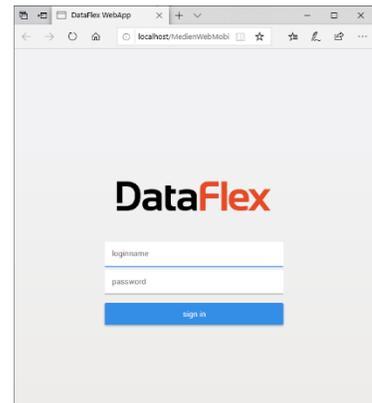 DataFlex WebApp
localhost/MedienWebMobi
DataFlex
loginname
password
sign in